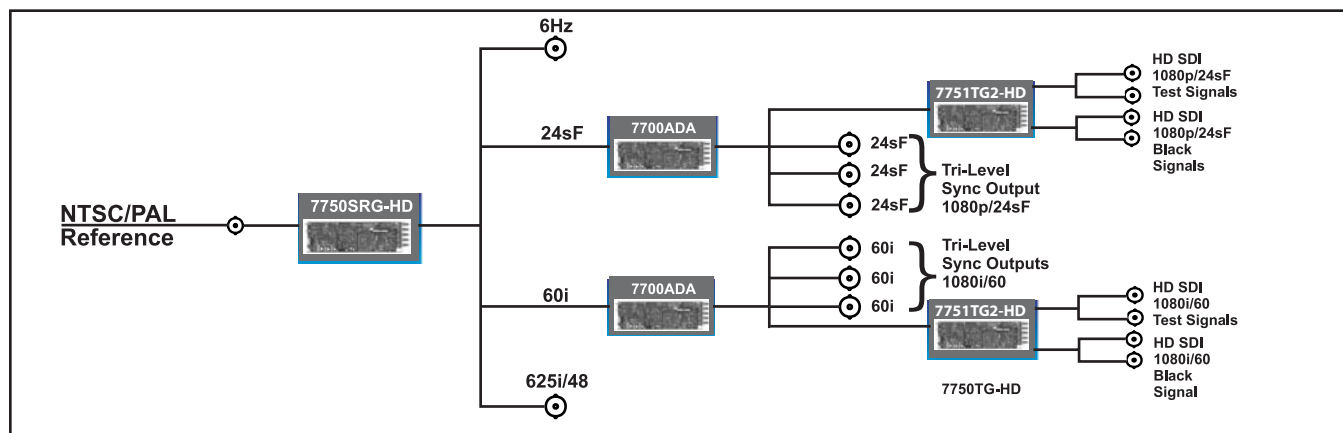 NTSC/PAL
Reference
7750SRG-HD
6Hz
24sF
60i
625i/48
7700ADA
7751TG2-HD
HD SDI
1080p/24sF
Test Signals
HD SDI
1080p/24sF
Black
Signals
24sF
24sF
24sF
Tri-Level
Sync Output
1080p/24sF
7700ADA
60i
60i
60i
Tri-Level
Sync Outputs
1080i/60
7751TG2-HD
HD SDI
1080i/60
Test Signals
HD SDI
1080i/60
Black
Signal
7750TG-HD